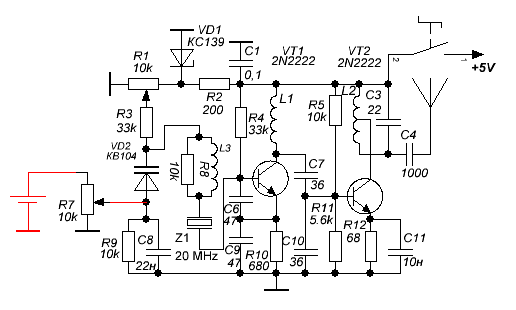 VD1
KC139
C1
0,1
VT1
2N2222
VT2
2N2222
2
1
+5V
R1
10k
R2
200
R3
33k
R4
33k
L1
R5
10k
L2
C3
22
C4
1000
VD2
KB104
10k
R8
L3
C7
36
R7
10k
C6
47
R11
5.6k
R12
68
R9
10k
C8
22н
Z1
20 MHz
C9
47
R10
680
C10
36
C11
10н